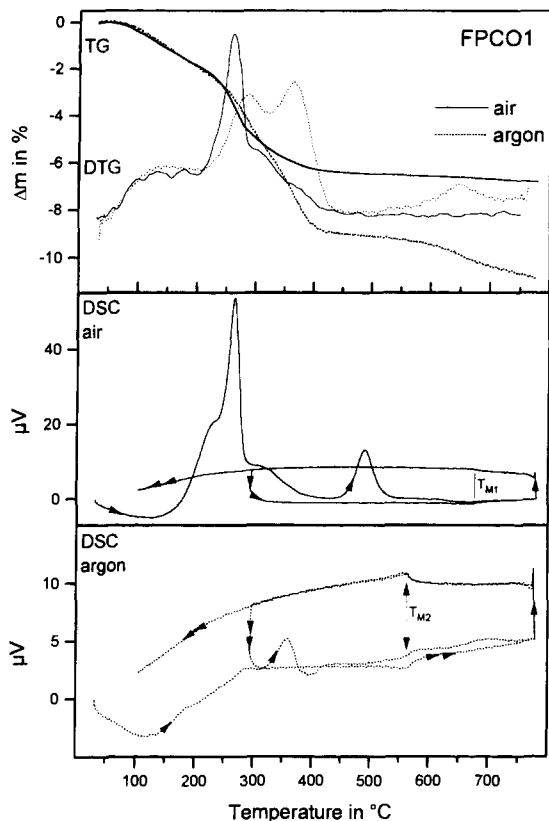 0
TG
FPCO1
-2
air
-4
argon
-6
DTG
-8
-10
Δm in %
DSC
air
40
20
0
µV
T_M1
DSC
argon
10
5
0
µV
T_M2
100 200 300 400 500 600 700
Temperature in °C